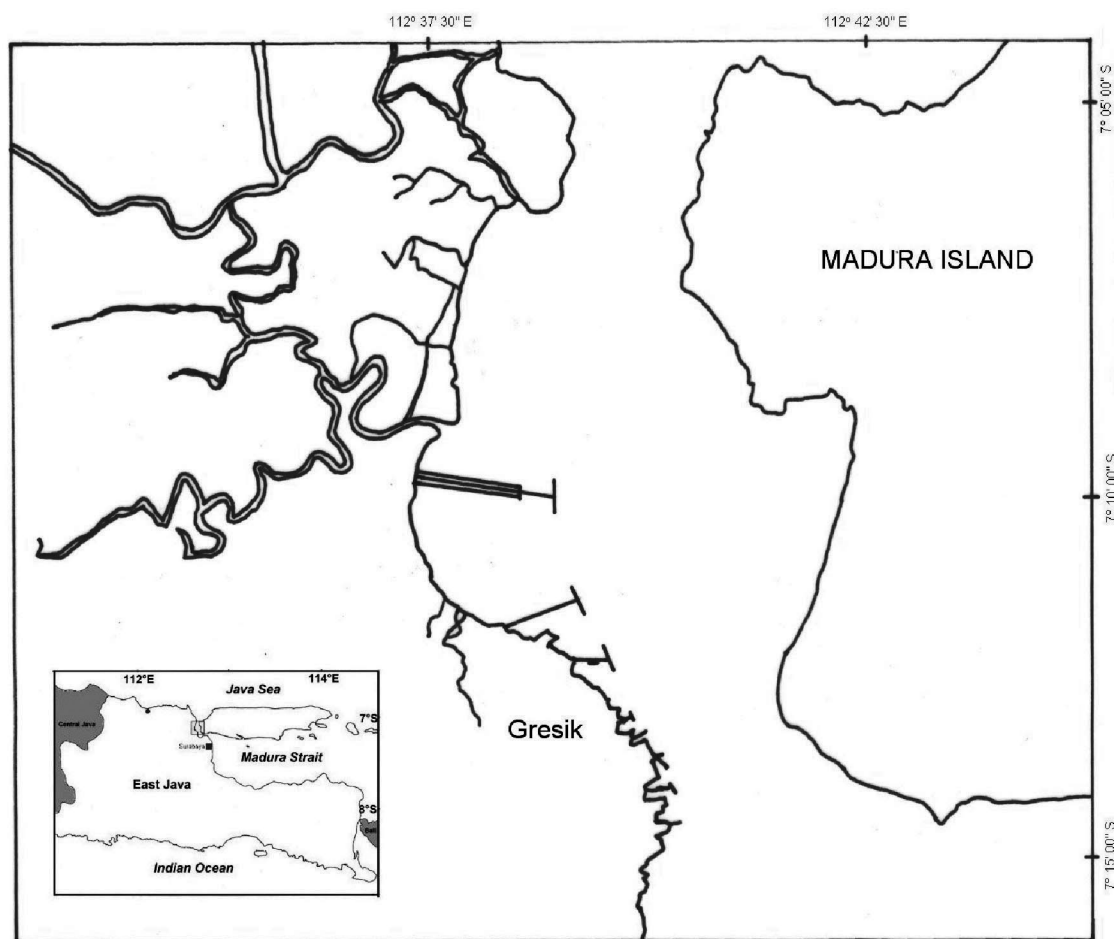 112° 37' 30" E
112° 42' 30" E
7° 05' 00" S
MADURA ISLAND
7° 10' 00" S
Gresik
7° 15' 00" S
112°E
114°E
Java Sea
7°S
Central Java
Surabaya
Madura Strait
East Java
8°S
Bali
Indian Ocean